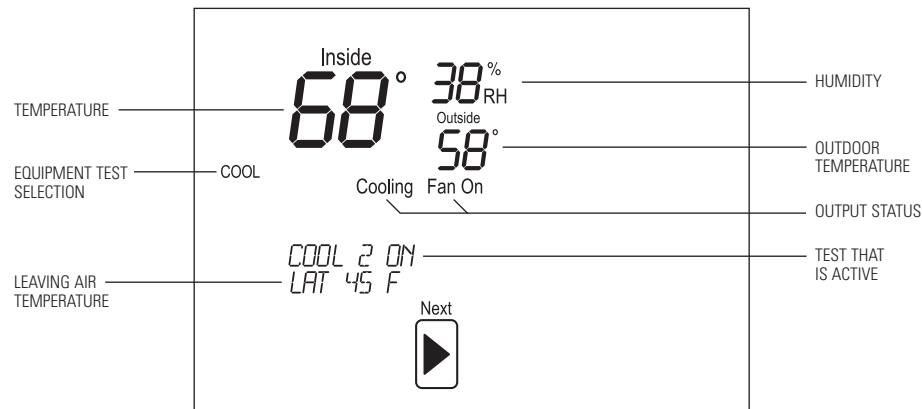 Inside
68°
38%
RH
Outside
58°
COOL
Cooling Fan On
COOL 2 ON
LAT 45 F
Next
TEMPERATURE
EQUIPMENT TEST
SELECTION
LEAVING AIR
TEMPERATURE
HUMIDITY
OUTDOOR
TEMPERATURE
OUTPUT STATUS
TEST THAT
IS ACTIVE